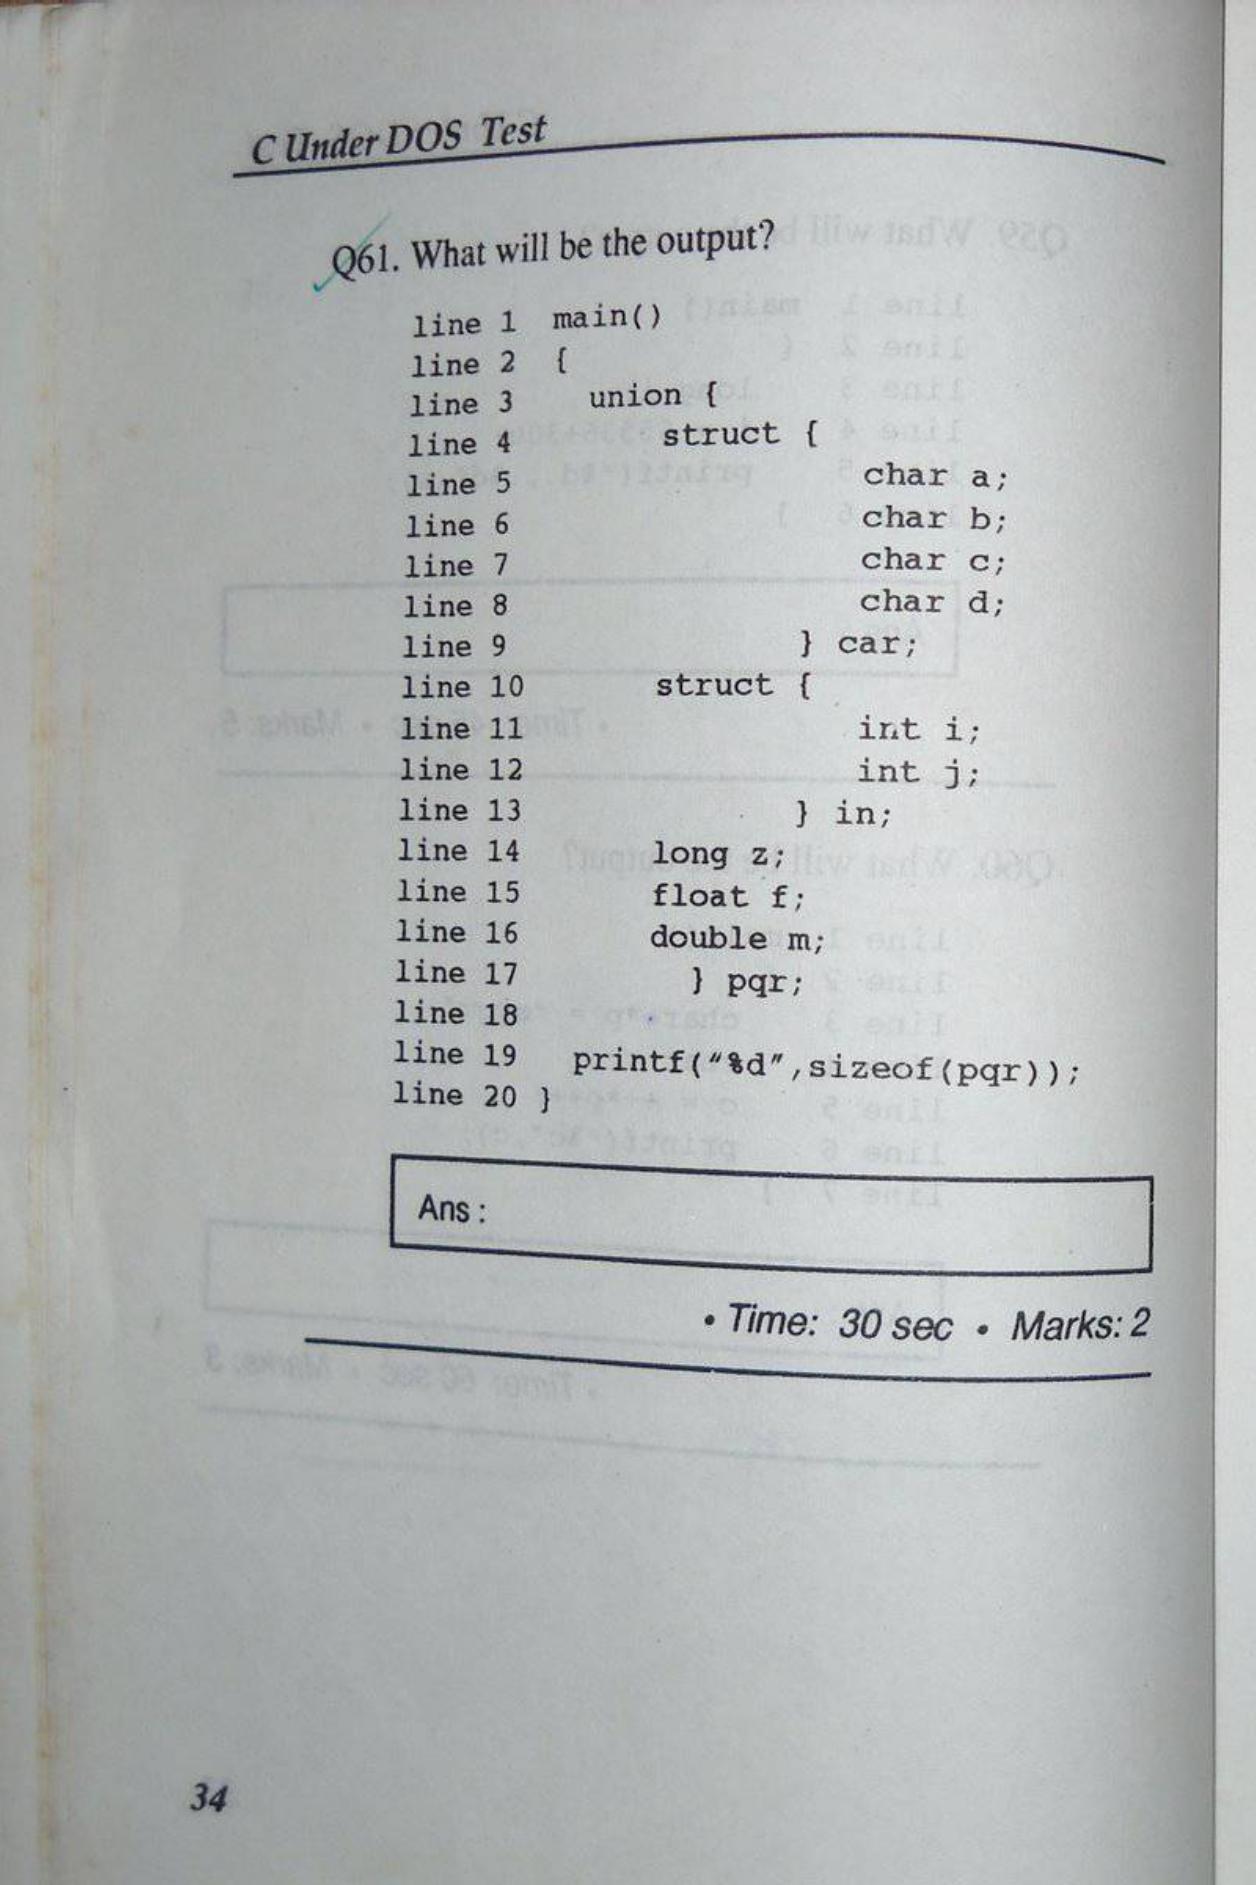 C Under DOS Test
Q61. What will be the output?
line 1 main()
line 2 {
line 3 union {
line 4 struct {
line 5 char a;
line 6 char b;
line 7 char c;
line 8 char d;
line 9 } car;
line 10 struct {
line 11 int i;
line 12 int j;
line 13 } in;
line 14 long z;
line 15 float f;
line 16 double m;
line 17 } pqr;
line 18
line 19 printf("%d",sizeof(pqr));
line 20 }
Ans :
• Time: 30 sec • Marks: 2
34